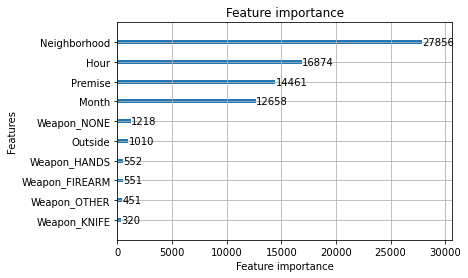 Feature importance
Neighborhood 27856
Hour 16874
Premise 14461
Month 12658
Weapon_NONE 1218
Outside 1010
Weapon_HANDS 552
Weapon_FIREARM 551
Weapon_OTHER 451
Weapon_KNIFE 320
Features
0 5000 10000 15000 20000 25000 30000
Feature importance